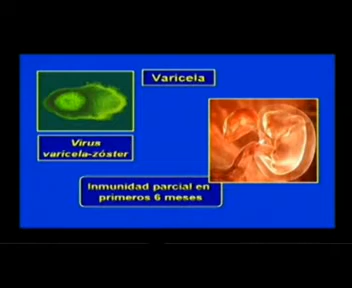 Varicela
Virus
varicela-zóster
Inmunidad parcial en
primeros 6 meses